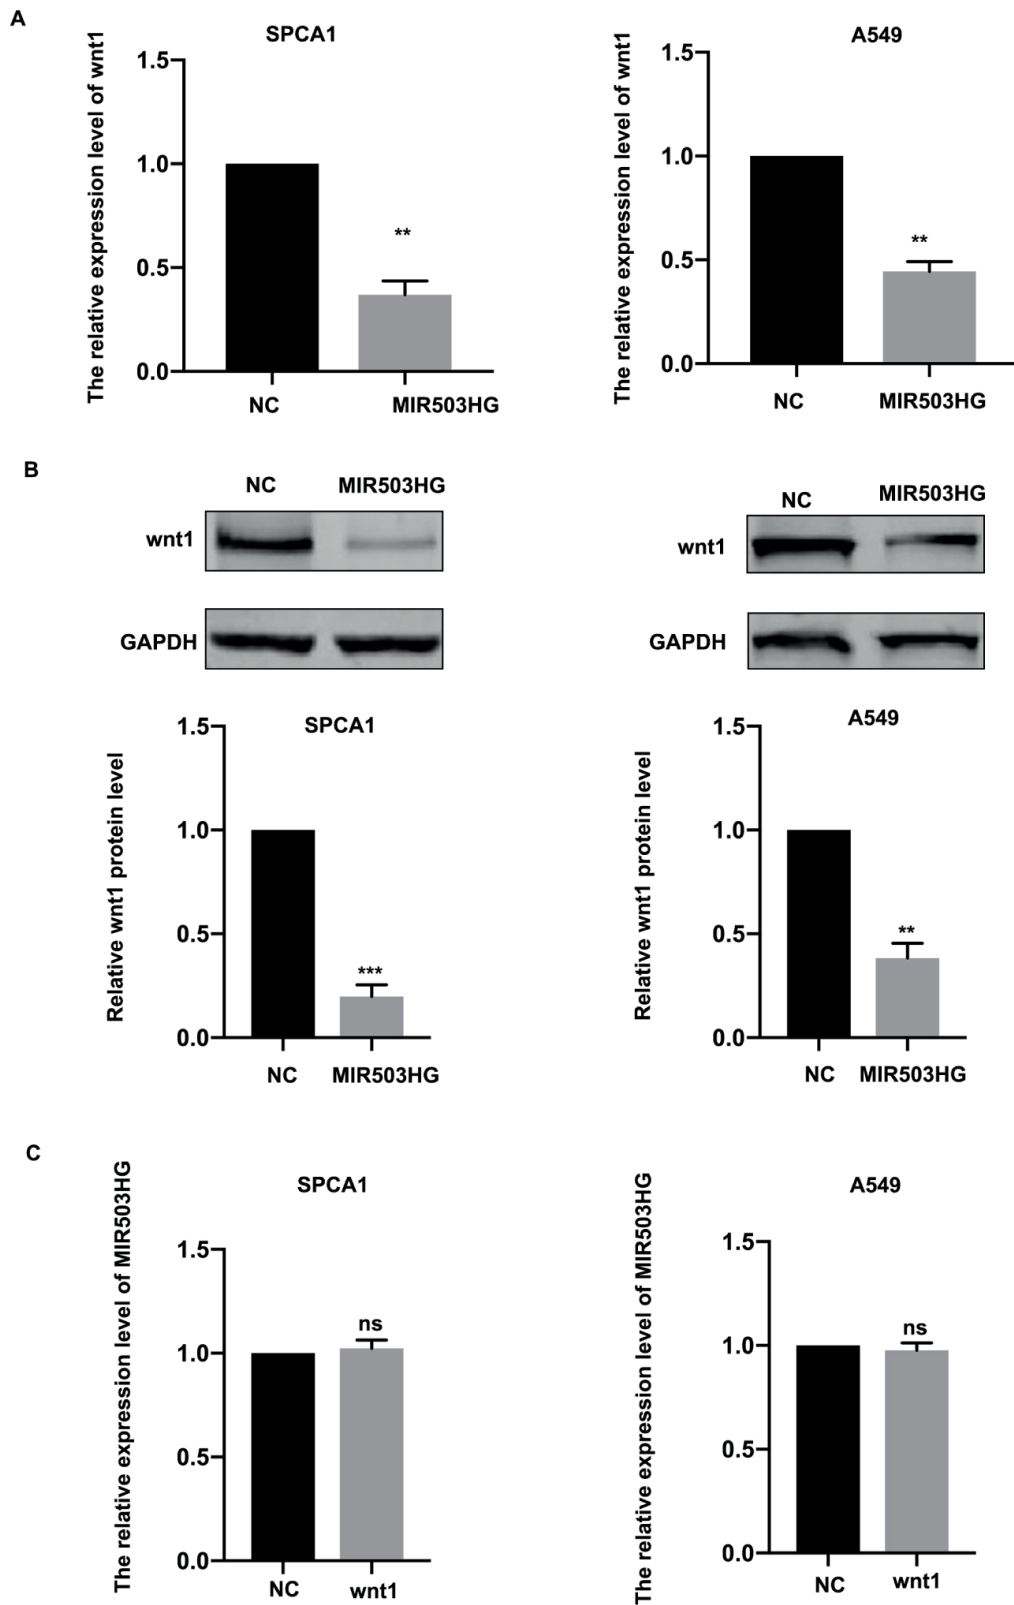 A
SPCA1
The relative expression level of wnt1
1.5
1.0
0.5
0.0
**
NC
MIR503HG
A549
The relative expression level of wnt1
1.5
1.0
0.5
0.0
**
NC
MIR503HG
B
NC
MIR503HG
wnt1
GAPDH
NC
MIR503HG
wnt1
GAPDH
SPCA1
Relative wnt1 protein level
1.5
1.0
0.5
0.0
***
NC
MIR503HG
A549
Relative wnt1 protein level
1.5
1.0
0.5
0.0
**
NC
MIR503HG
C
SPCA1
The relative expression level of MIR503HG
1.5
1.0
0.5
0.0
ns
NC
wnt1
A549
The relative expression level of MIR503HG
1.5
1.0
0.5
0.0
ns
NC
wnt1